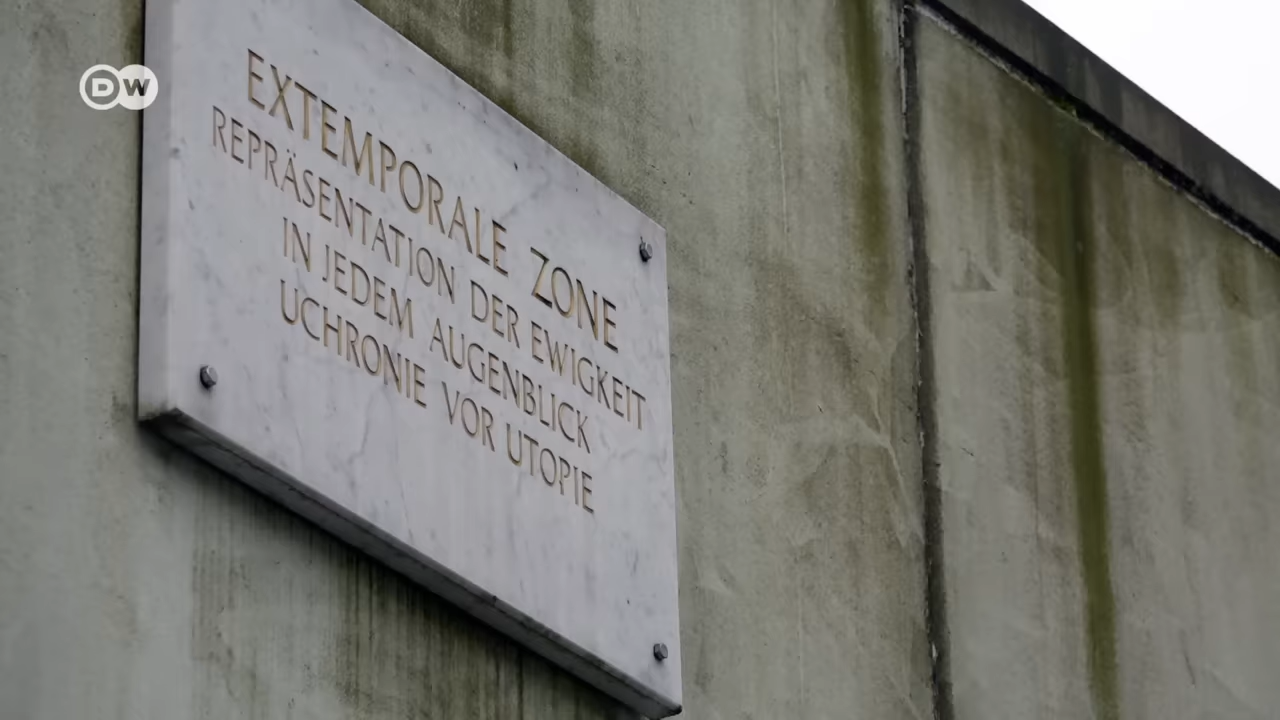 DW
EXTEMPORALE ZONE
REPRÄSENTATION DER EWIGKEIT
IN JEDEM AUGENBLICK
UCHRONIE VOR UTOPIE